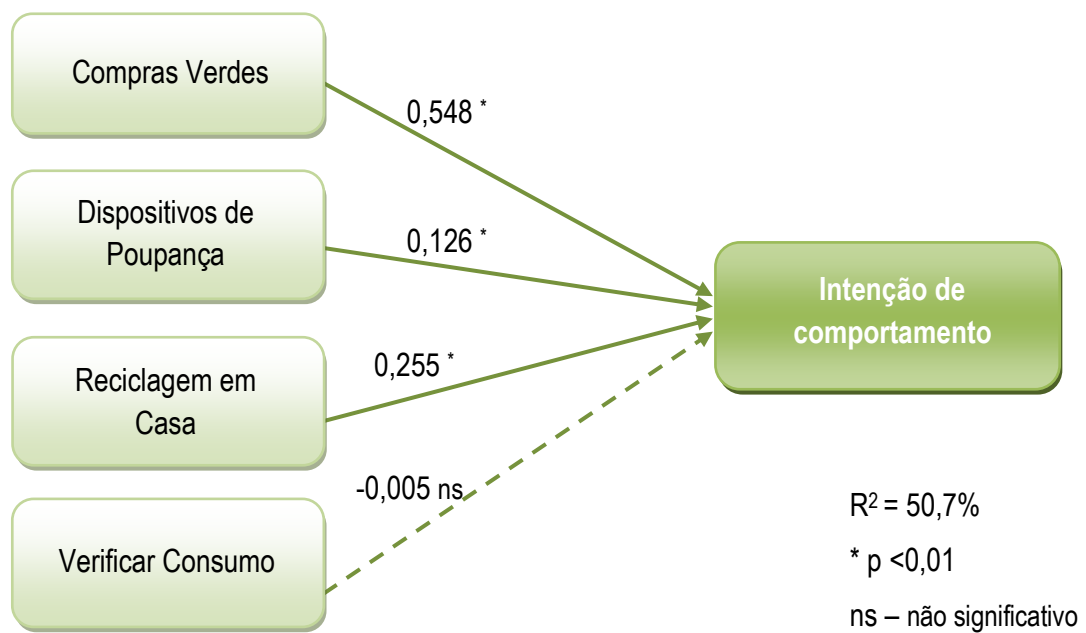 Compras Verdes
0,548 *
Dispositivos de
Poupança
0,126 *
Intenção de
comportamento
Reciclagem em
Casa
0,255 *
-0,005 ns
Verificar Consumo
R² = 50,7%
* p <0,01
ns – não significativo